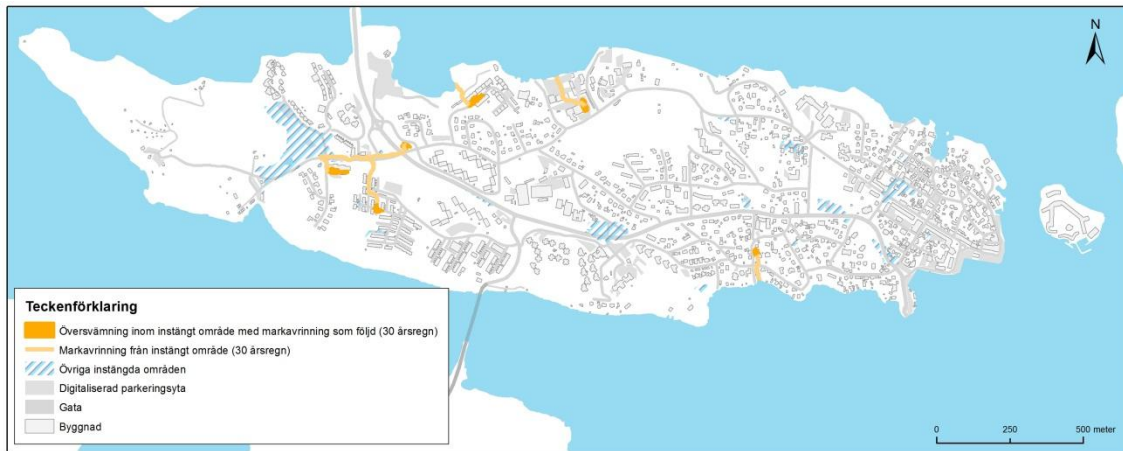 N
Teckenförklaring
Översvämning inom instängt område med markavrinning som följd (30 årsregn)
Markavrinning från instängt område (30 årsregn)
Övriga instängda områden
Digitaliserad parkeringsyta
Gata
Byggnad
0 250 500 meter